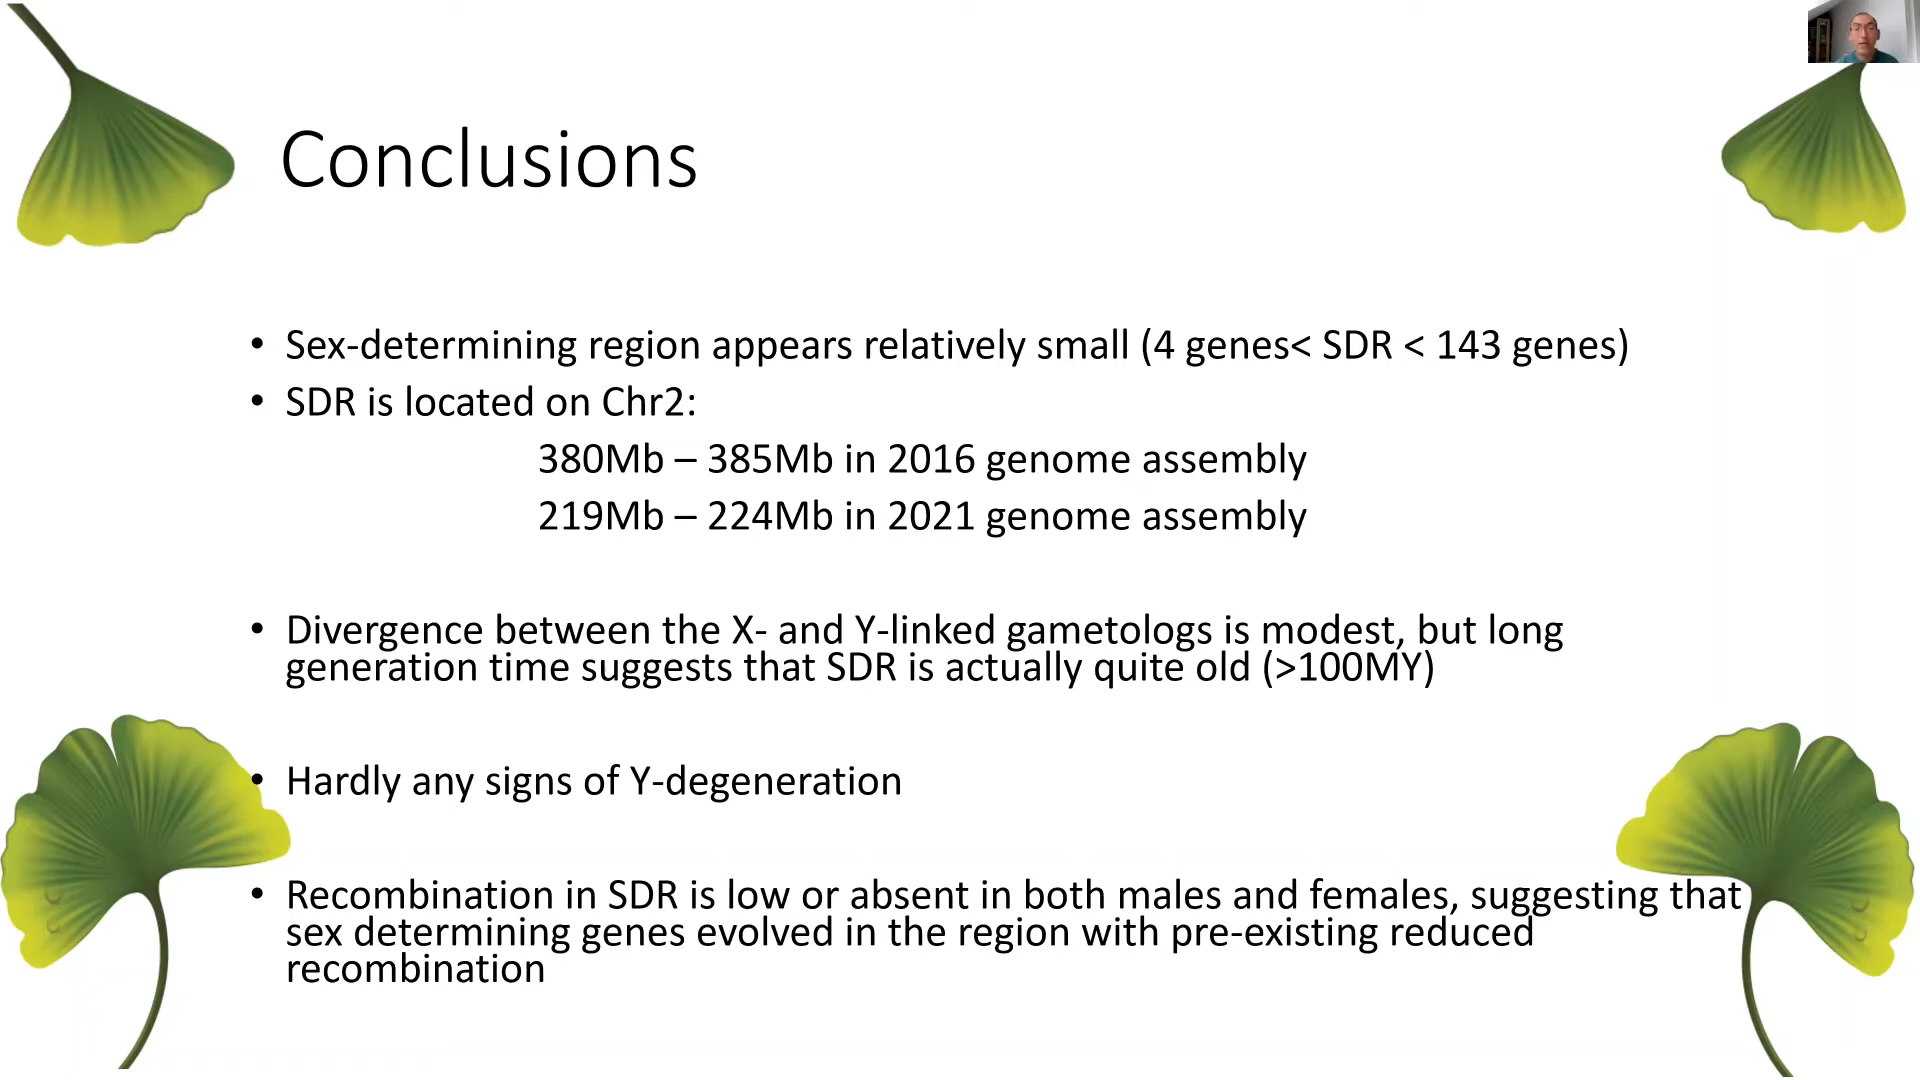 Conclusions
• Sex-determining region appears relatively small (4 genes< SDR < 143 genes)
• SDR is located on Chr2:
380Mb – 385Mb in 2016 genome assembly
219Mb – 224Mb in 2021 genome assembly
• Divergence between the X- and Y-linked gametologs is modest, but long
generation time suggests that SDR is actually quite old (>100MY)
• Hardly any signs of Y-degeneration
• Recombination in SDR is low or absent in both males and females, suggesting that
sex determining genes evolved in the region with pre-existing reduced
recombination